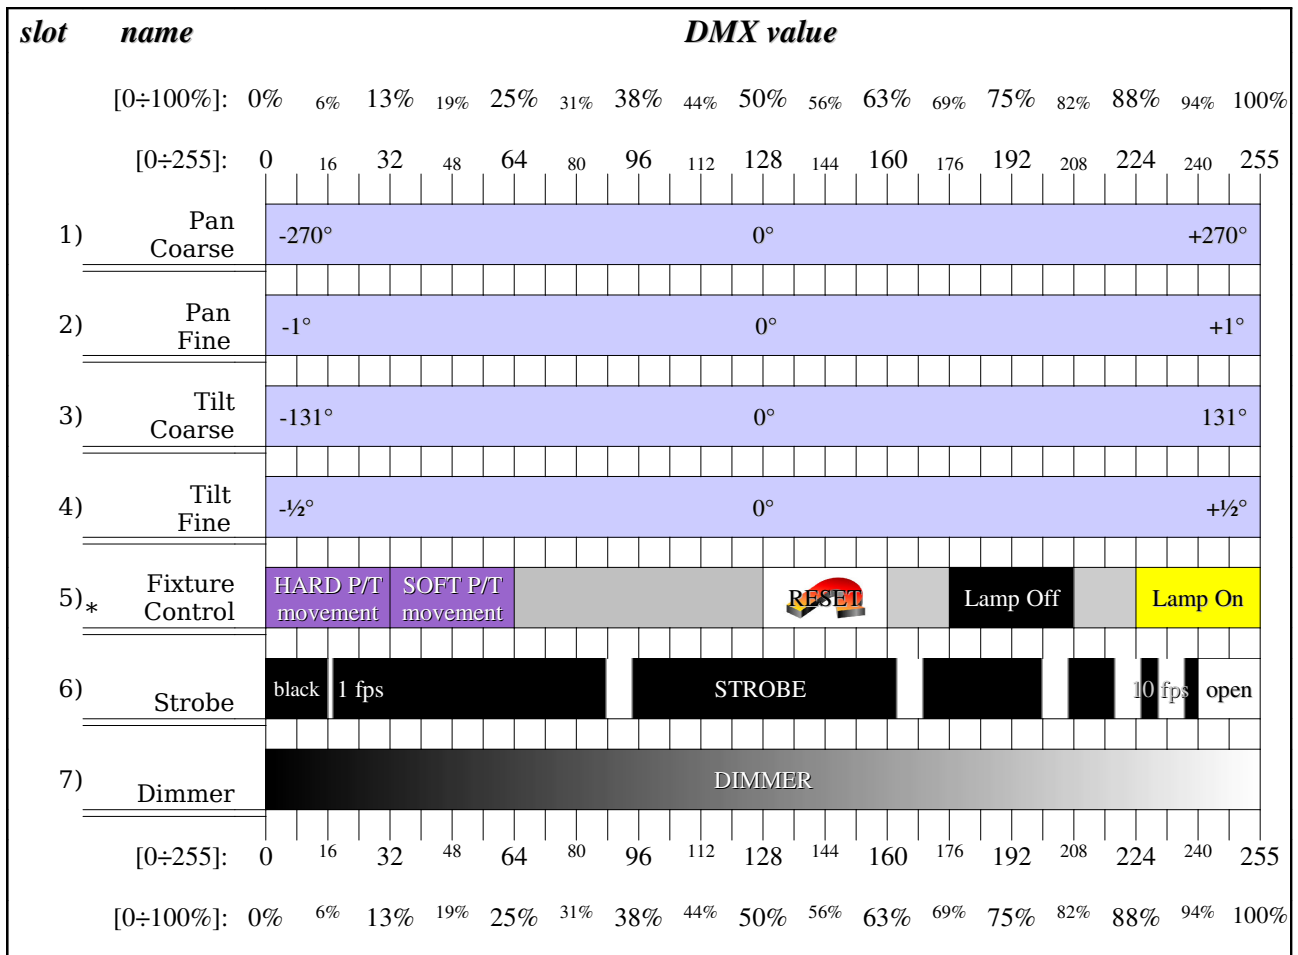 slot name DMX value
[0÷100%]: 0% 6% 13% 19% 25% 31% 38% 44% 50% 56% 63% 69% 75% 82% 88% 94% 100%
[0÷255]: 0 16 32 48 64 80 96 112 128 144 160 176 192 208 224 240 255
1) Pan Coarse -270° 0° +270°
2) Pan Fine -1° 0° +1°
3) Tilt Coarse -131° 0° 131°
4) Tilt Fine -½° 0° +½°
5)* Fixture Control HARD P/T movement SOFT P/T movement RESET Lamp Off Lamp On
6) Strobe black 1 fps STROBE 10 fps open
7) Dimmer DIMMER
[0÷255]: 0 16 32 48 64 80 96 112 128 144 160 176 192 208 224 240 255
[0÷100%]: 0% 6% 13% 19% 25% 31% 38% 44% 50% 56% 63% 69% 75% 82% 88% 94% 100%